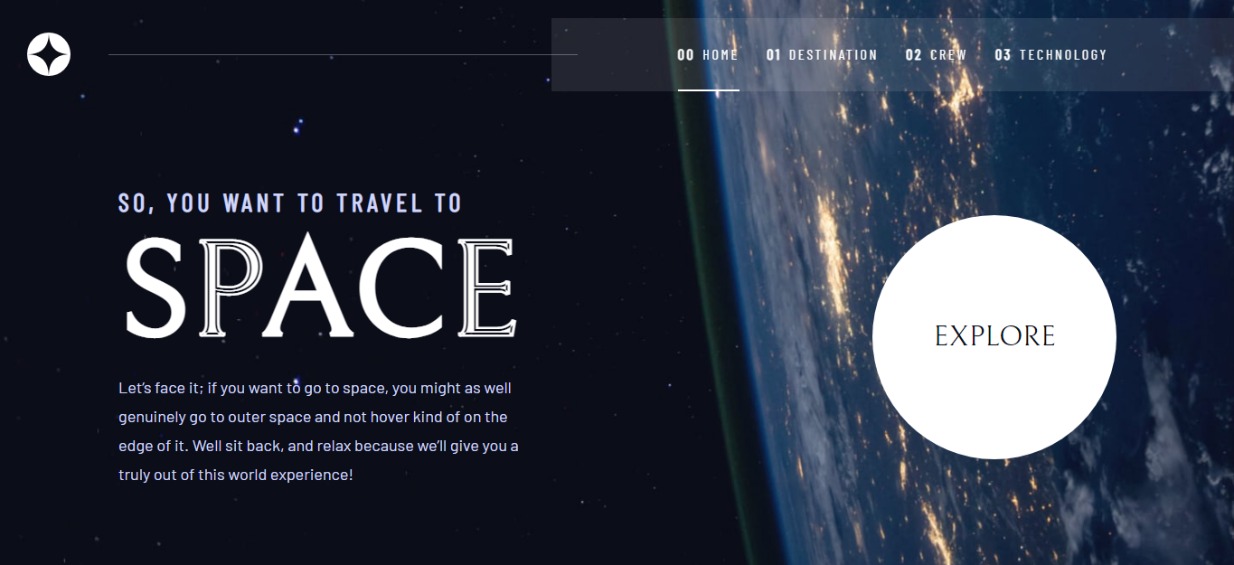 00 HOME 01 DESTINATION 02 CREW 03 TECHNOLOGY
SO, YOU WANT TO TRAVEL TO
SPACE
Let’s face it; if you want to go to space, you might as well
genuinely go to outer space and not hover kind of on the
edge of it. Well sit back, and relax because we’ll give you a
truly out of this world experience!
EXPLORE